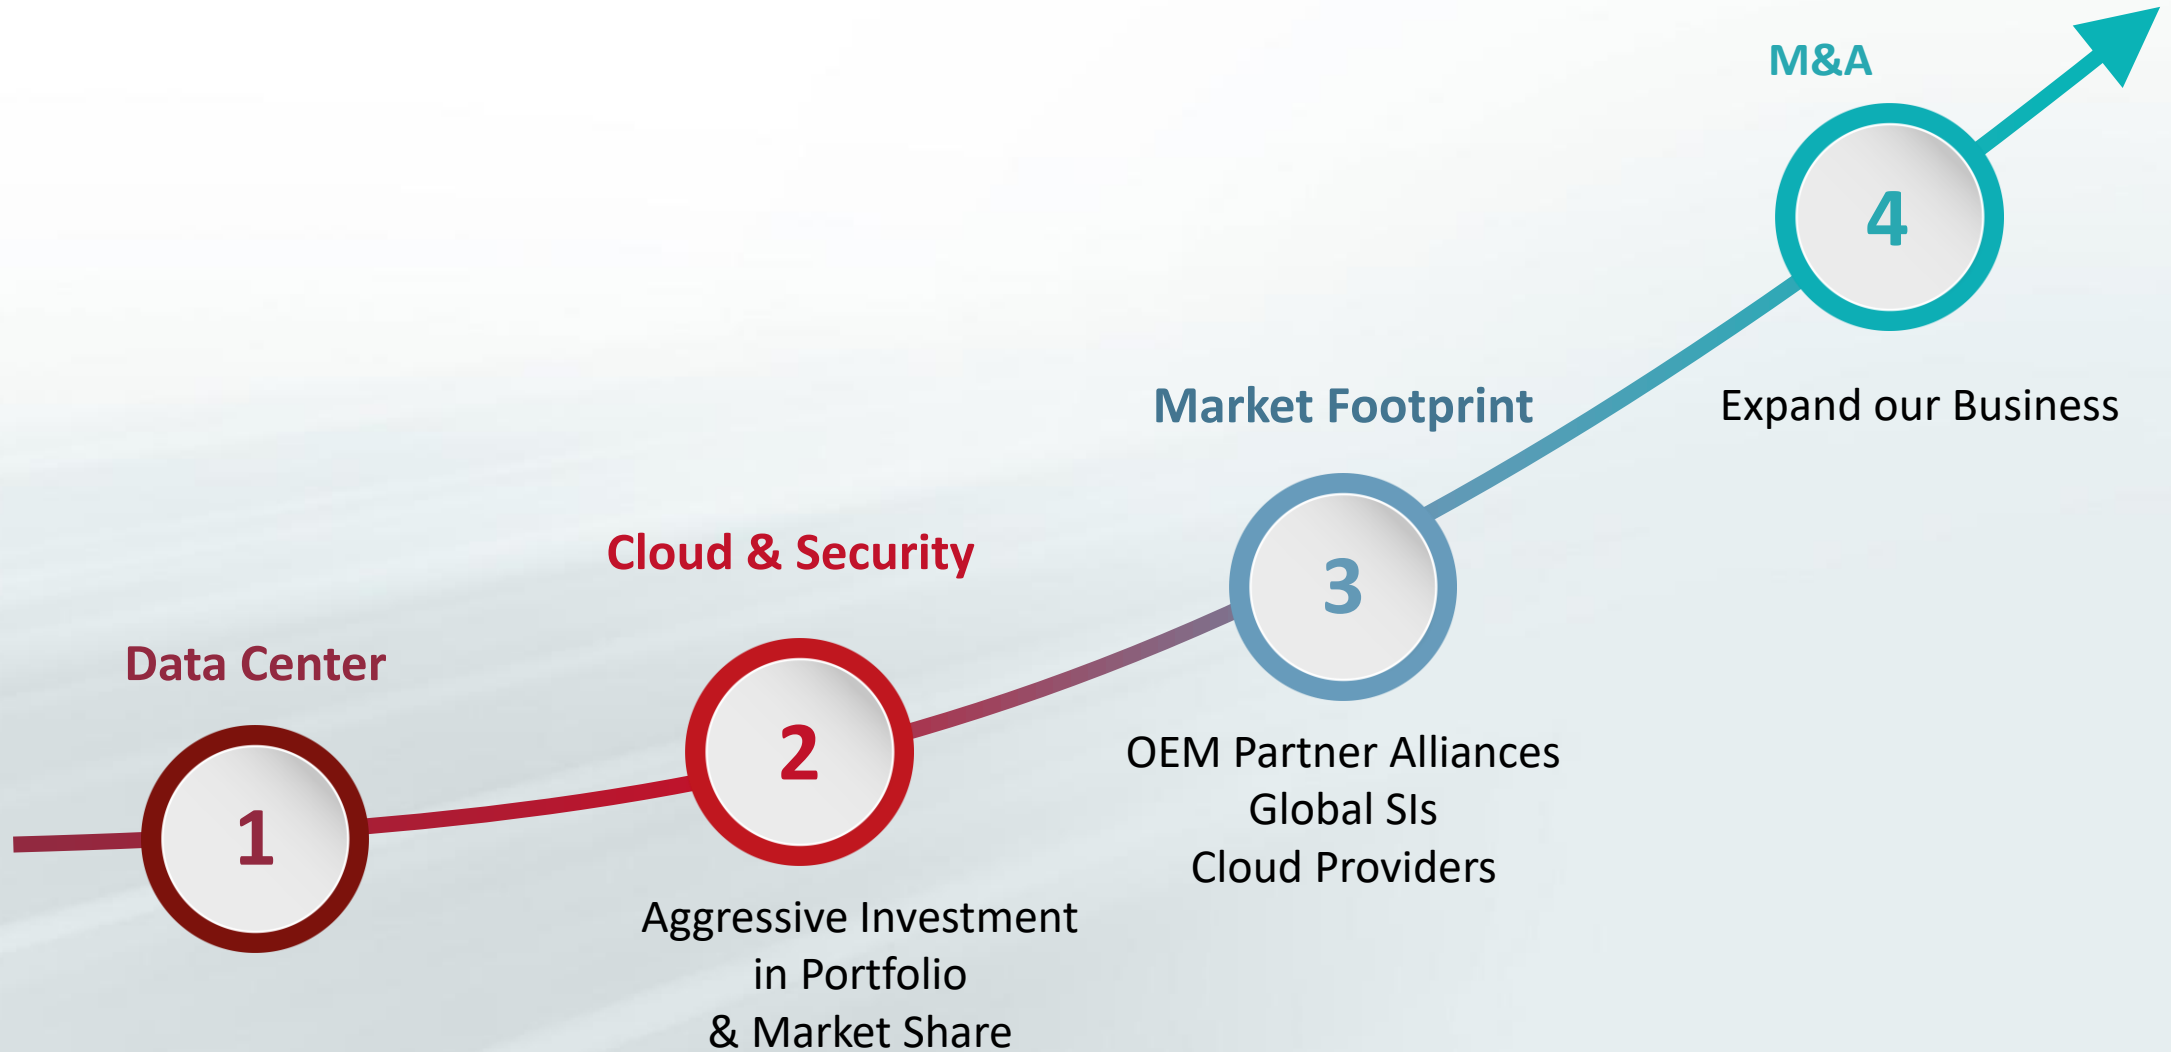 Data Center
1
Cloud & Security
2
Aggressive Investment
in Portfolio
& Market Share
Market Footprint
3
OEM Partner Alliances
Global SIs
Cloud Providers
M&A
4
Expand our Business